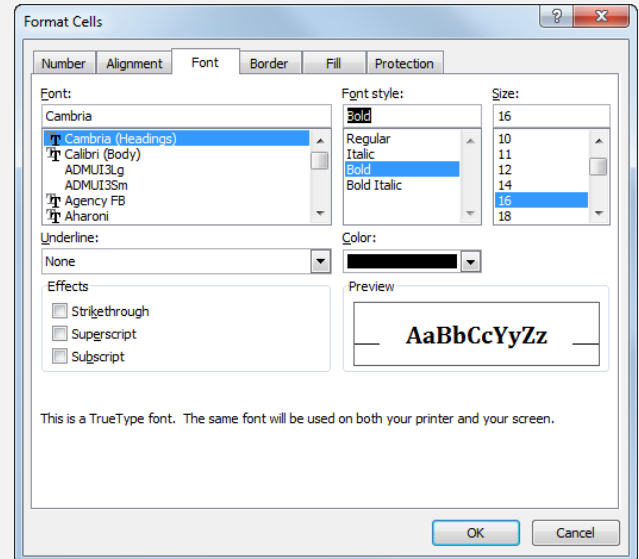 Format Cells
?
Number Alignment Font Border Fill Protection
Font: Font style: Size:
Cambria Bold 16
Cambria (Headings) Regular 10
Calibri (Body) Italic 11
ADMUI3Lg Bold 12
ADMUI3Sm Bold Italic 14
Agency FB 16
Aharoni 18
Underline: Color:
None
Effects Preview
Strikethrough
Superscript AaBbCcYyZz
Subscript
This is a TrueType font. The same font will be used on both your printer and your screen.
OK Cancel